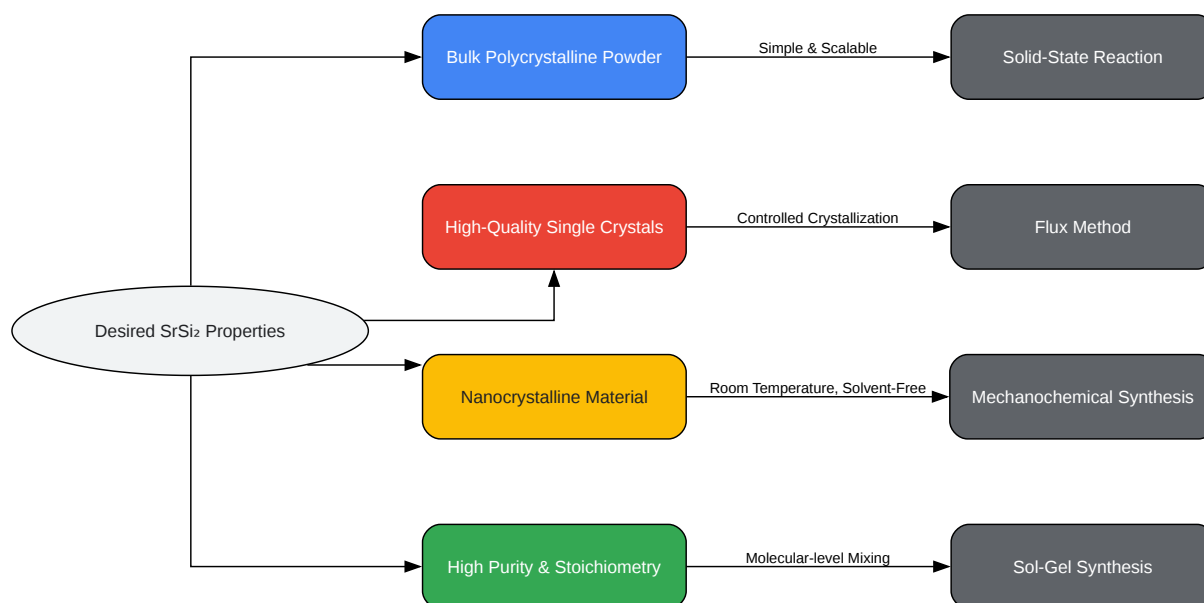 Bulk Polycrystalline Powder
Simple & Scalable
Solid-State Reaction
High-Quality Single Crystals
Controlled Crystallization
Flux Method
Desired SrSi₂ Properties
Nanocrystalline Material
Room Temperature, Solvent-Free
Mechanochemical Synthesis
High Purity & Stoichiometry
Molecular-level Mixing
Sol-Gel Synthesis